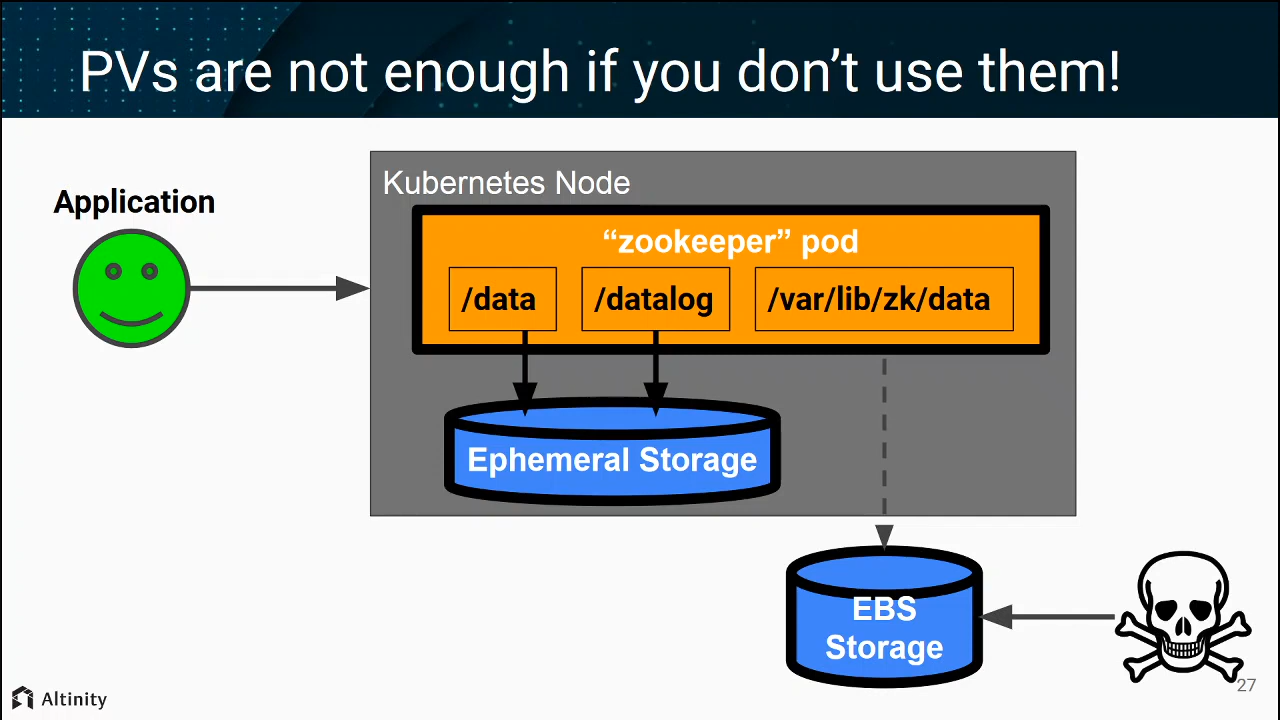 PVs are not enough if you don’t use them!
Application
Kubernetes Node
“zookeeper” pod
/data
/datalog
/var/lib/zk/data
Ephemeral Storage
EBS
Storage
Altinity
27